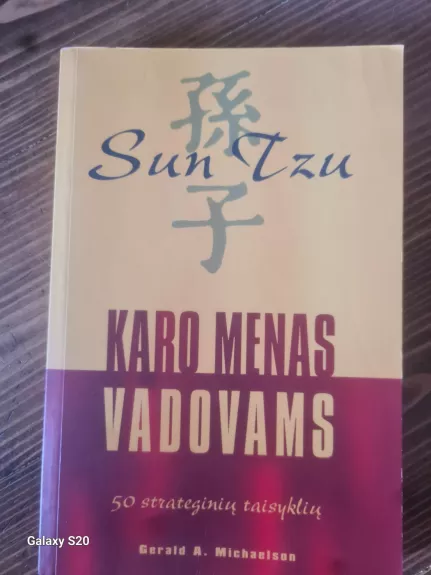 孫子
Sun Tzu
KARO MENAS
VADOVAMS
50 strateginių taisyklių
Gerald A. Michaelson
Galaxy S20